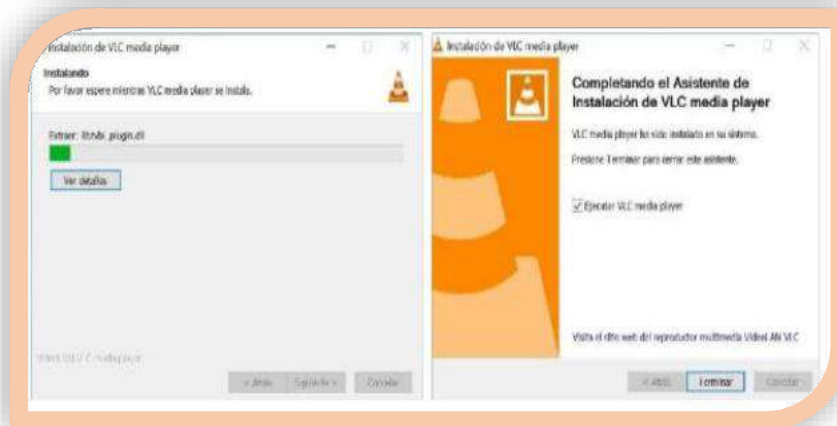 Instalación de VLC media player
Instalando
Por favor espere mientras VLC media player se instala.
Extraer: plugin.dll
Ver detalles
< Atrás Siguiente > Cancelar
Instalación de VLC media player
Completando el Asistente de
Instalación de VLC media player
VLC media player ha sido instalado en su sistema.
Presione Terminar para cerrar este asistente.
Ejecutar VLC media player
Visita el sitio web del reproductor multimedia VideoLAN VLC
< Atrás Terminar Cancelar